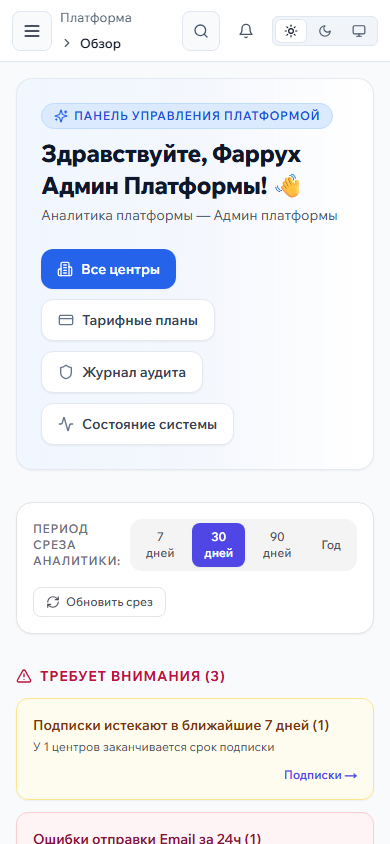 Платформа
Обзор
ПАНЕЛЬ УПРАВЛЕНИЯ ПЛАТФОРМОЙ
Здравствуйте, Фаррух
Админ Платформы! 👋
Аналитика платформы — Админ платформы
Все центры
Тарифные планы
Журнал аудита
Состояние системы
ПЕРИОД
СРЕЗА
АНАЛИТИКИ:
7
дней
30
дней
90
дней
Год
Обновить срез
ТРЕБУЕТ ВНИМАНИЯ (3)
Подписки истекают в ближайшие 7 дней (1)
У 1 центров заканчивается срок подписки
Подписки →
Ошибки отправки Email за 24ч (1)